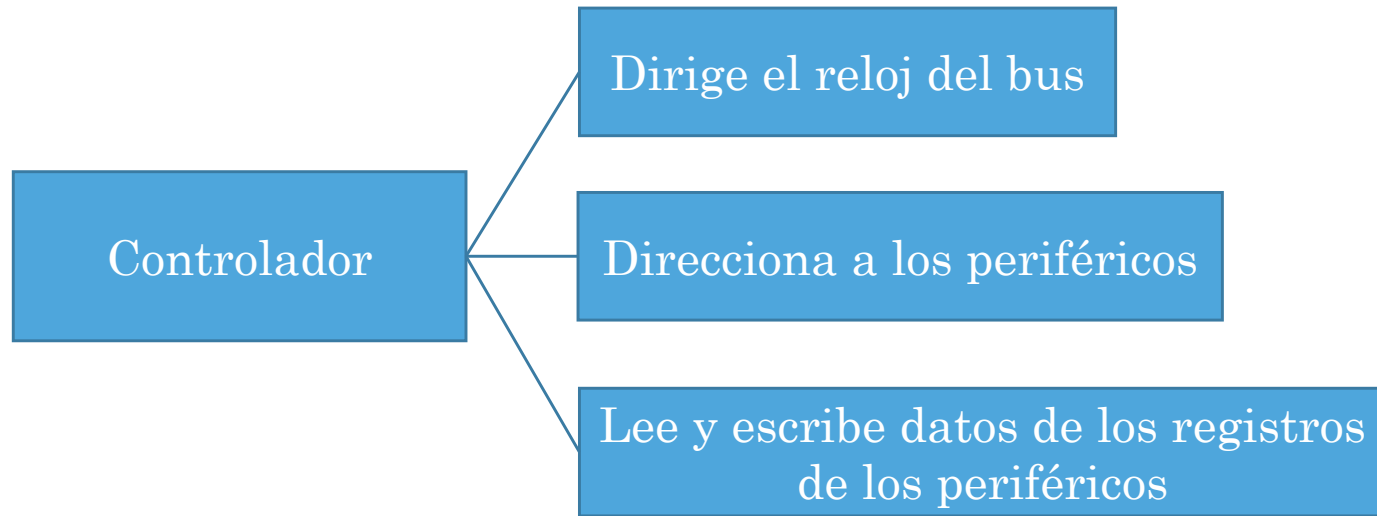 Dirige el reloj del bus
Controlador
Direcciona a los periféricos
Lee y escribe datos de los registros
de los periféricos